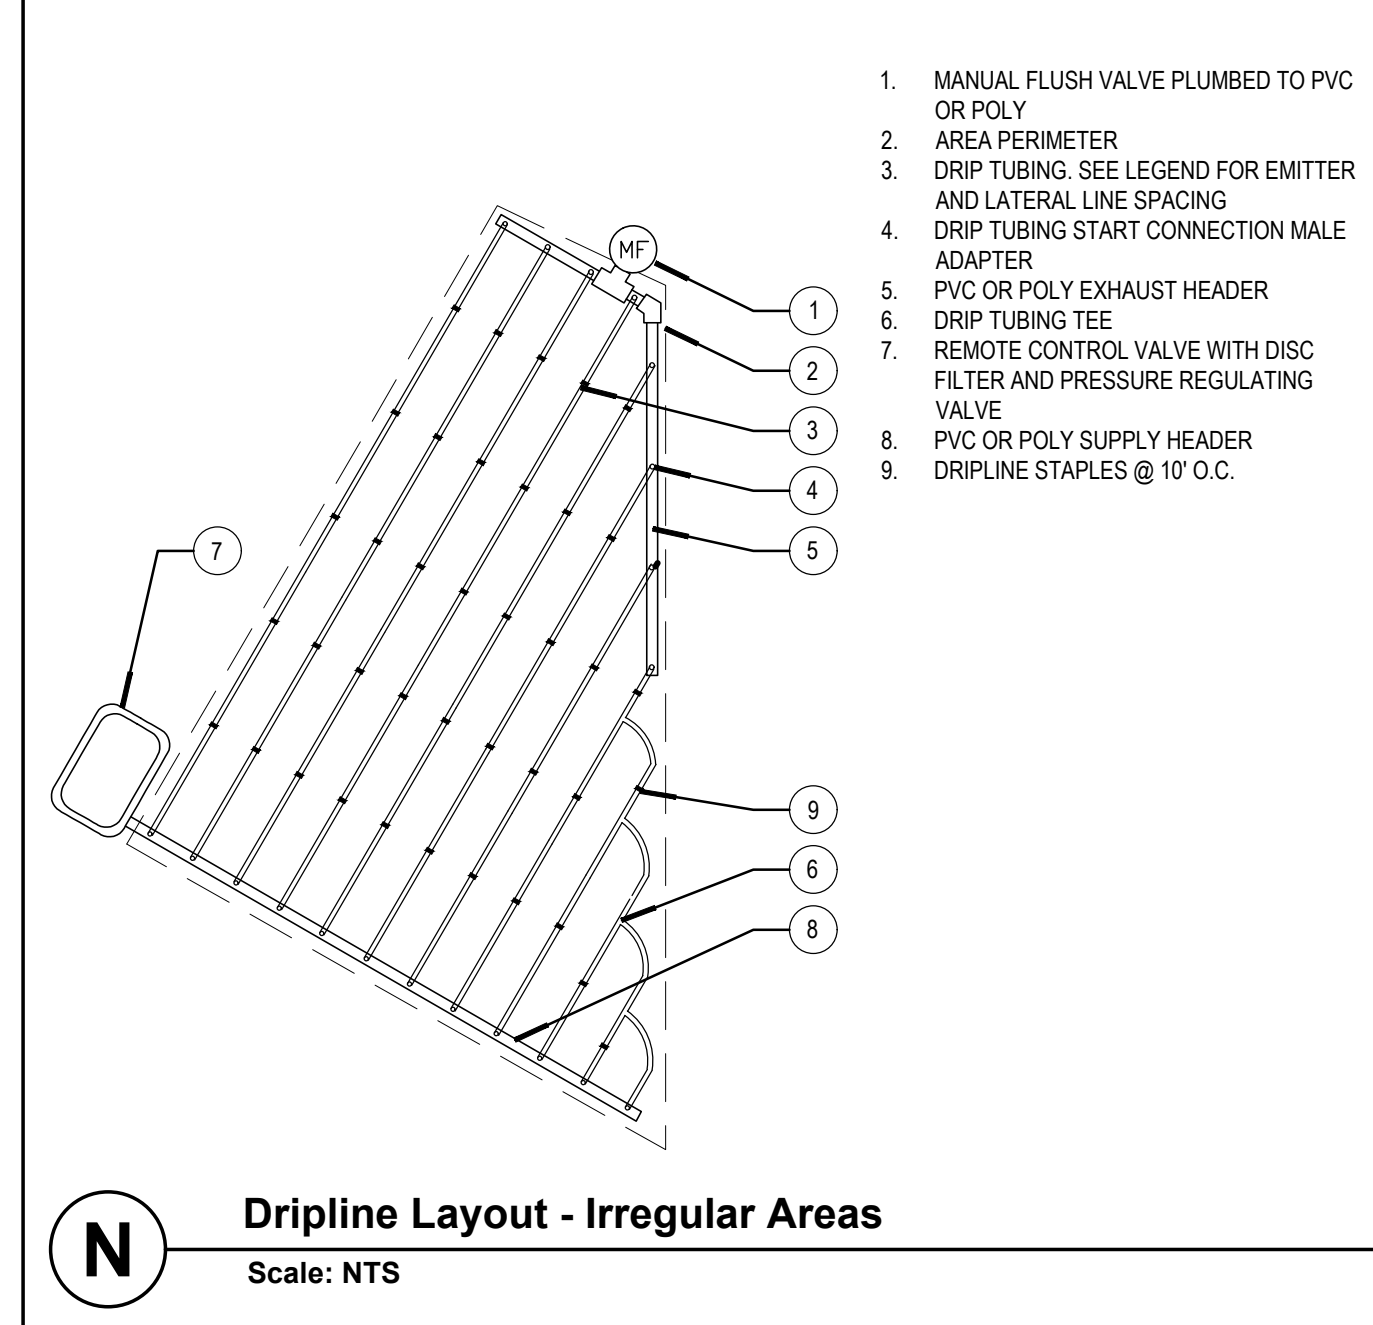 1. MANUAL FLUSH VALVE PLUMBED TO PVC
OR POLY
2. AREA PERIMETER
3. DRIP TUBING. SEE LEGEND FOR EMITTER
AND LATERAL LINE SPACING
4. DRIP TUBING START CONNECTION MALE
ADAPTER
5. PVC OR POLY EXHAUST HEADER
6. DRIP TUBING TEE
7. REMOTE CONTROL VALVE WITH DISC
FILTER AND PRESSURE REGULATING
VALVE
8. PVC OR POLY SUPPLY HEADER
9. DRIPLINE STAPLES @ 10' O.C.
MF
1
2
3
4
5
7
9
6
8
N
Dripline Layout - Irregular Areas
Scale: NTS